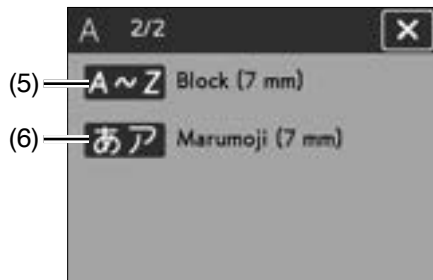 A 2/2 X
(5) A~Z Block (7 mm)
(6) あア Marumoji (7 mm)